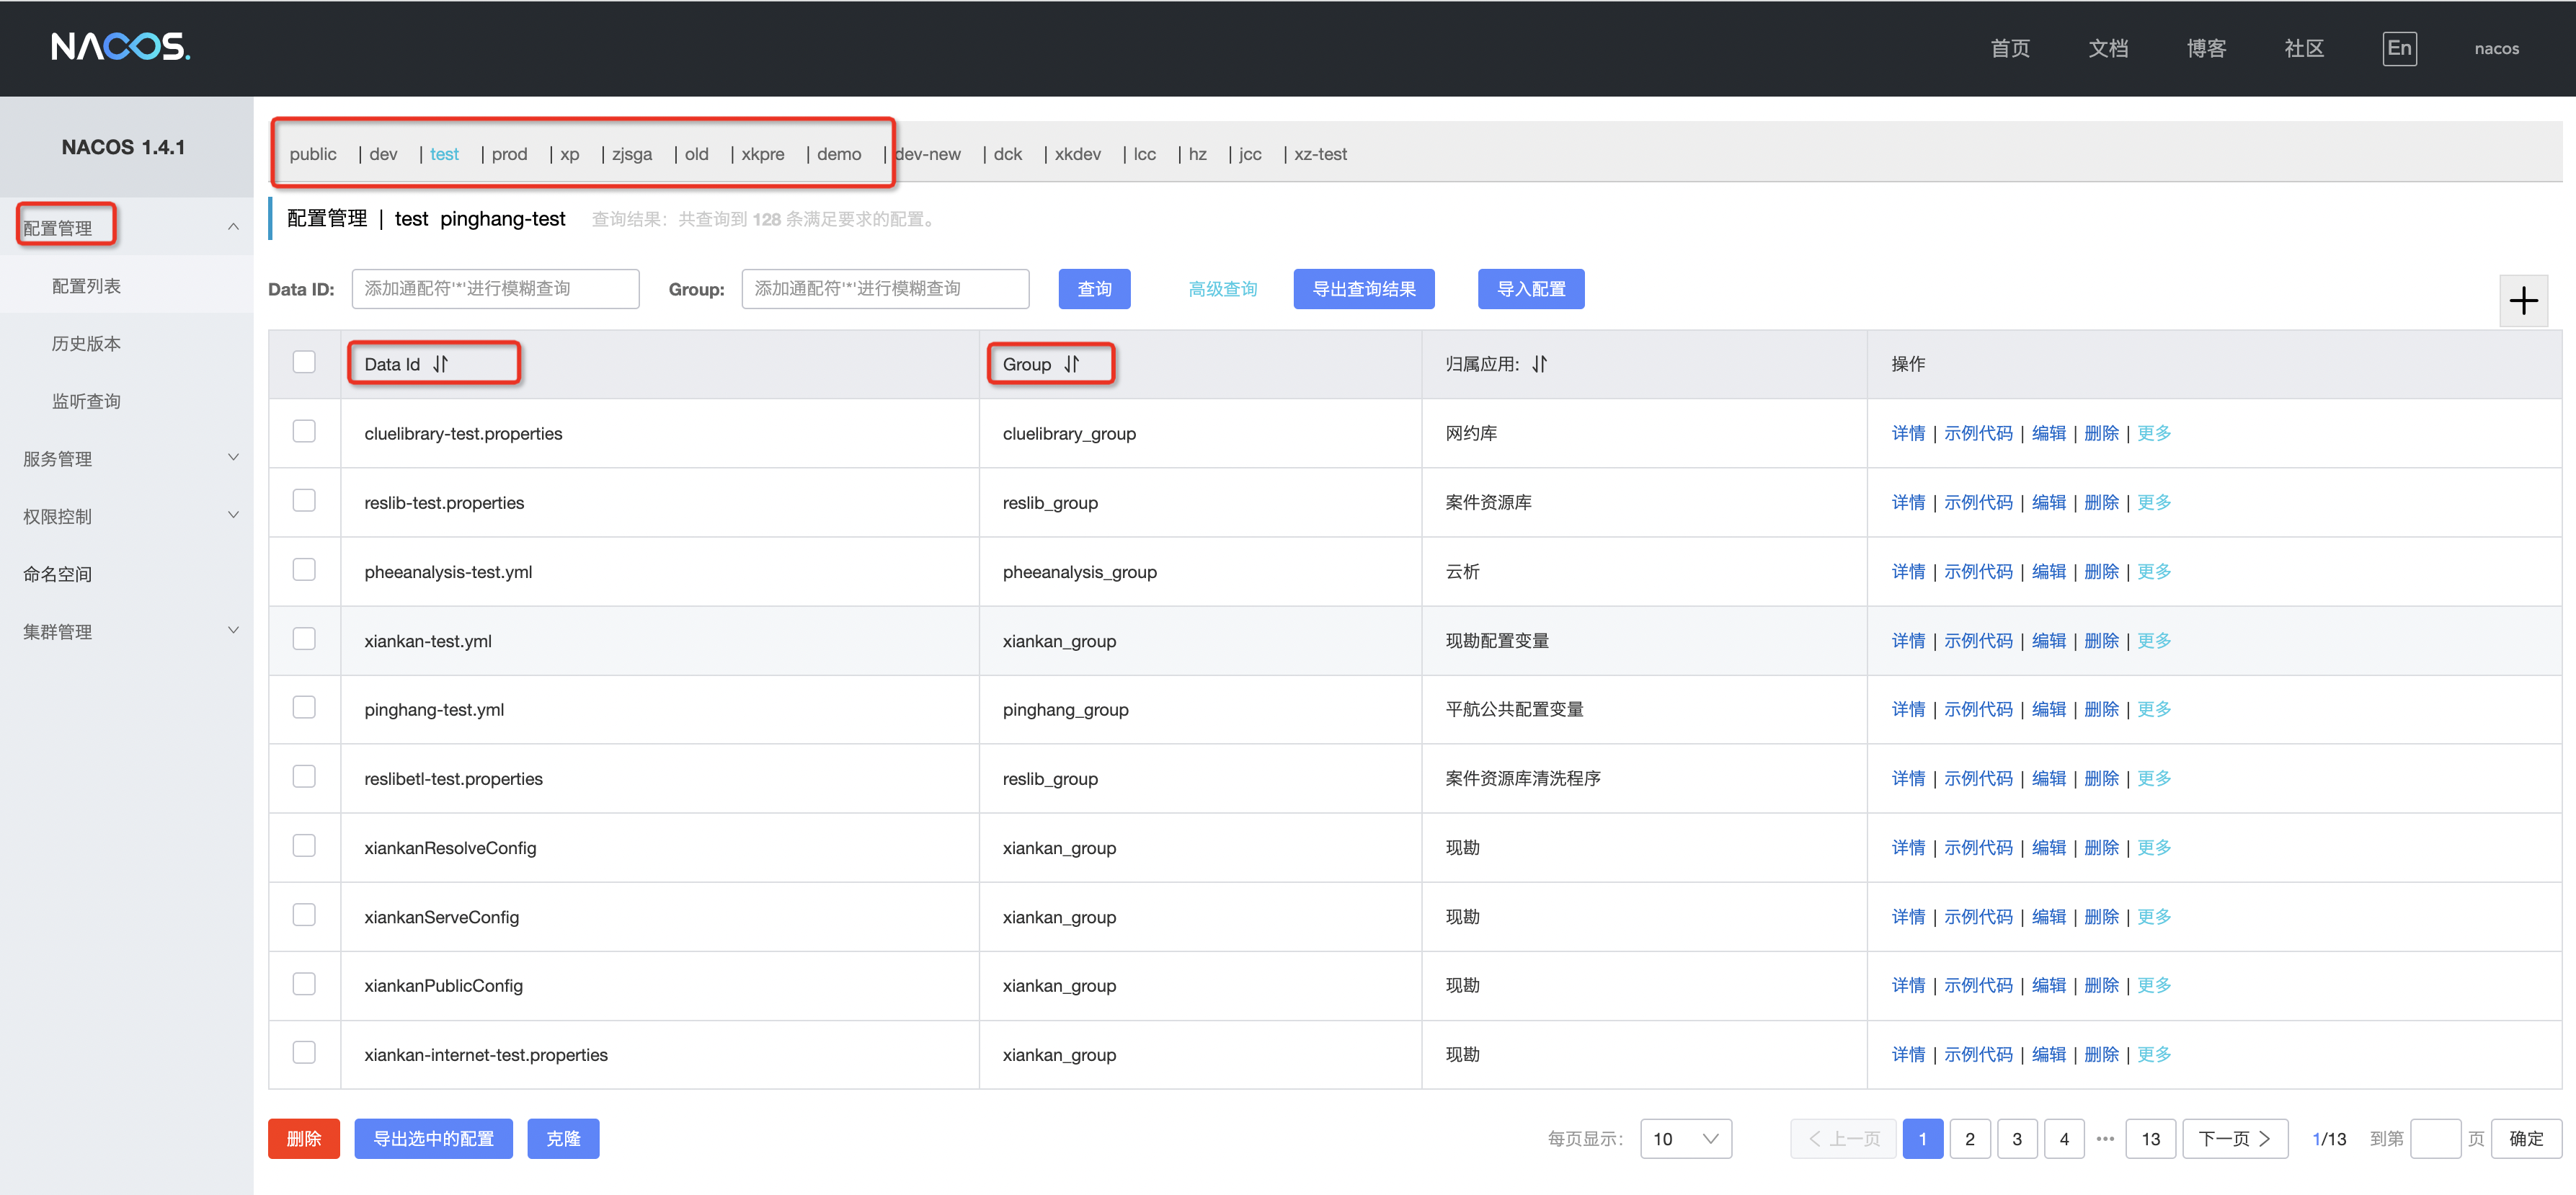 NACOS.
首页 文档 博客 社区 En nacos
NACOS 1.4.1
配置管理
配置列表
历史版本
监听查询
服务管理
权限控制
命名空间
集群管理
public | dev | test | prod | xp | zjsga | old | xkpre | demo | dev-new | dck | xkdev | lcc | hz | jcc | xz-test
配置管理 | test pinghang-test 查询结果：共查询到 128 条满足要求的配置。
Data ID: 添加通配符'*'进行模糊查询 Group: 添加通配符'*'进行模糊查询 查询 高级查询 导出查询结果 导入配置
Data Id Group 归属应用: 操作
cluelibrary-test.properties cluelibrary_group 网约库 详情 | 示例代码 | 编辑 | 删除 | 更多
reslib-test.properties reslib_group 案件资源库 详情 | 示例代码 | 编辑 | 删除 | 更多
pheeanalysis-test.yml pheeanalysis_group 云析 详情 | 示例代码 | 编辑 | 删除 | 更多
xiankan-test.yml xiankan_group 现勘配置变量 详情 | 示例代码 | 编辑 | 删除 | 更多
pinghang-test.yml pinghang_group 平航公共配置变量 详情 | 示例代码 | 编辑 | 删除 | 更多
reslibetl-test.properties reslib_group 案件资源库清洗程序 详情 | 示例代码 | 编辑 | 删除 | 更多
xiankanResolveConfig xiankan_group 现勘 详情 | 示例代码 | 编辑 | 删除 | 更多
xiankanServeConfig xiankan_group 现勘 详情 | 示例代码 | 编辑 | 删除 | 更多
xiankanPublicConfig xiankan_group 现勘 详情 | 示例代码 | 编辑 | 删除 | 更多
xiankan-internet-test.properties xiankan_group 现勘 详情 | 示例代码 | 编辑 | 删除 | 更多
删除 导出选中的配置 克隆 每页显示: 10 上一页 1 2 3 4 ••• 13 下一页 1/13 到第 页 确定